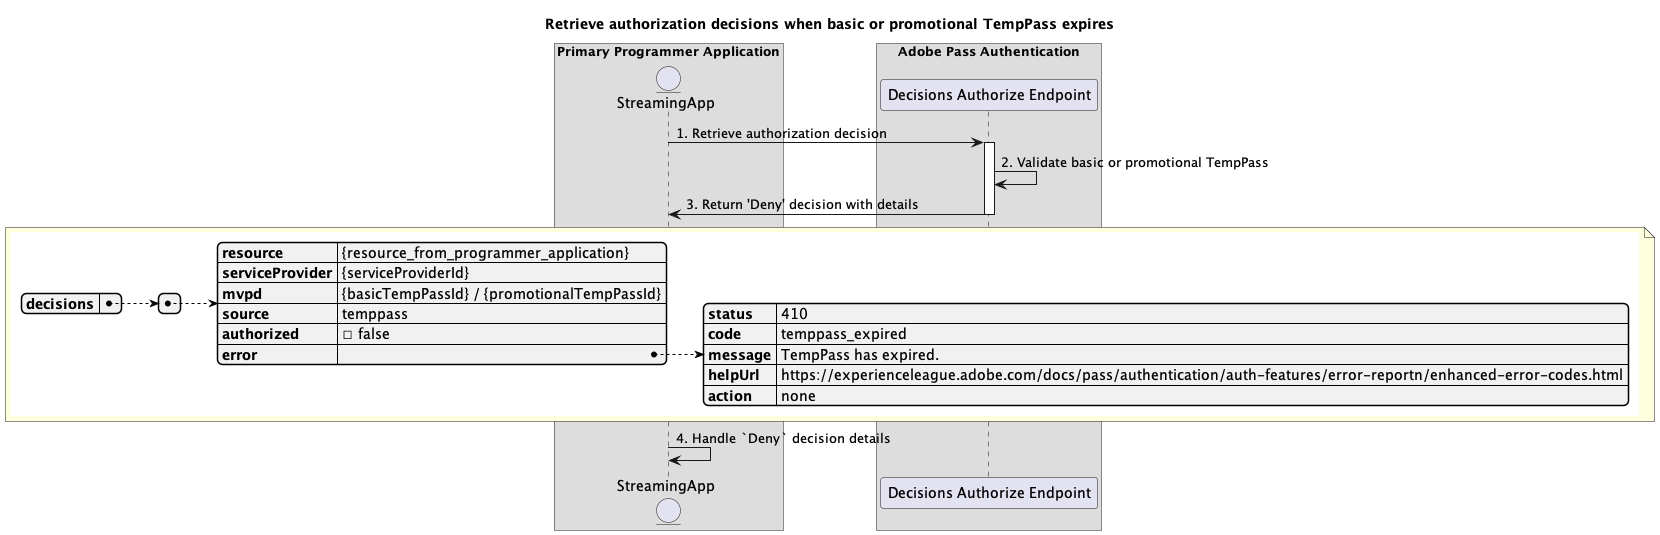 Retrieve authorization decisions when basic or promotional TempPass expires
Primary Programmer Application
Adobe Pass Authentication
StreamingApp
Decisions Authorize Endpoint
1. Retrieve authorization decision
2. Validate basic or promotional TempPass
3. Return 'Deny' decision with details
decisions
resource {resource_from_programmer_application}
serviceProvider {serviceProviderId}
mvpd {basicTempPassId} / {promotionalTempPassId}
source temppass
authorized ☐ false
error
status 410
code temppass_expired
message TempPass has expired.
helpUrl https://experienceleague.adobe.com/docs/pass/authentication/auth-features/error-reportn/enhanced-error-codes.html
action none
4. Handle `Deny` decision details
StreamingApp
Decisions Authorize Endpoint